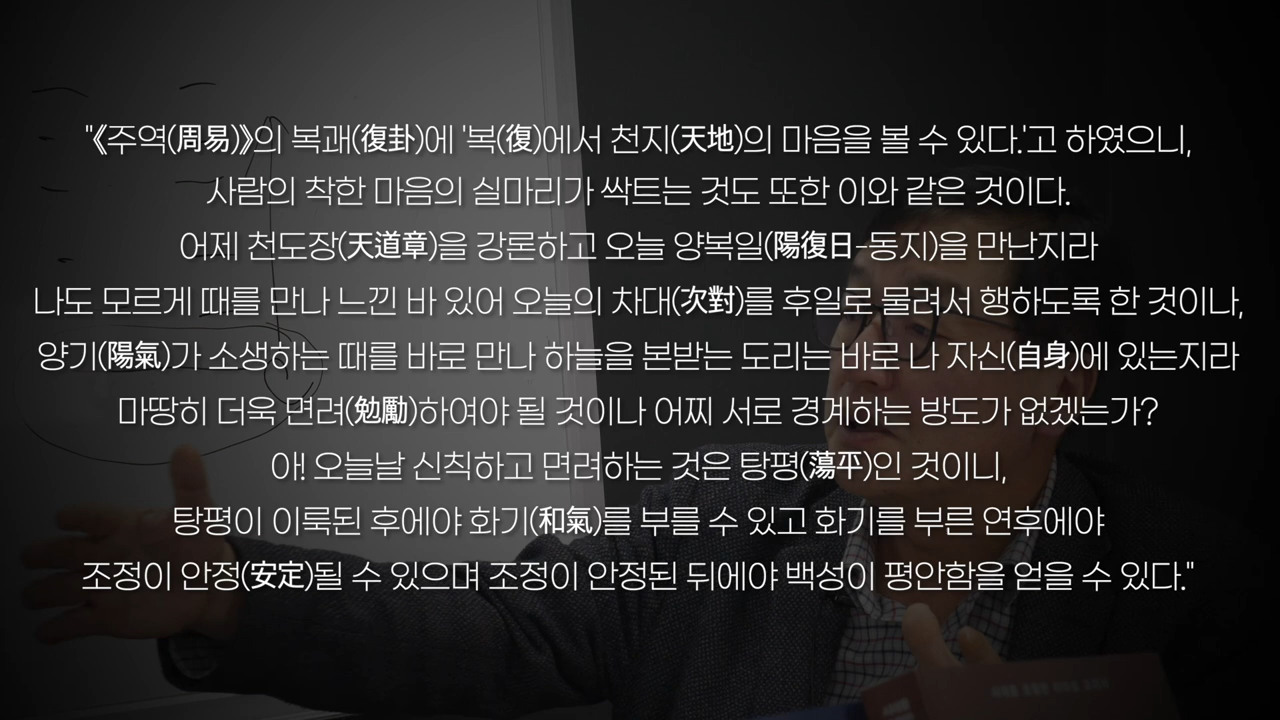 "《주역(周易)》의 복괘(復卦)에 '복(復)에서 천지(天地)의 마음을 볼 수 있다.'고 하였으니,
사람의 착한 마음의 실마리가 싹트는 것도 또한 이와 같은 것이다.
어제 천도장(天道章)을 강론하고 오늘 양복일(陽復日-동지)을 만난지라
나도 모르게 때를 만나 느낀 바 있어 오늘의 차대(次對)를 후일로 물려서 행하도록 한 것이나,
양기(陽氣)가 소생하는 때를 바로 만나 하늘을 본받는 도리는 바로 나 자신(自身)에 있는지라
마땅히 더욱 면려(勉勵)하여야 될 것이나 어찌 서로 경계하는 방도가 없겠는가?
아! 오늘날 신칙하고 면려하는 것은 탕평(蕩平)인 것이니,
탕평이 이룩된 후에야 화기(和氣)를 부를 수 있고 화기를 부른 연후에야
조정이 안정(安定)될 수 있으며 조정이 안정된 뒤에야 백성이 평안함을 얻을 수 있다."